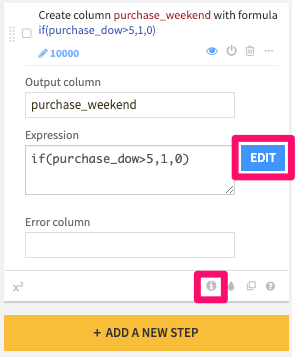 Create column purchase_weekend with formula
if(purchase_dow>5,1,0)
10000
Output column
purchase_weekend
Expression
if(purchase_dow>5,1,0)
EDIT
Error column
x²
+ ADD A NEW STEP